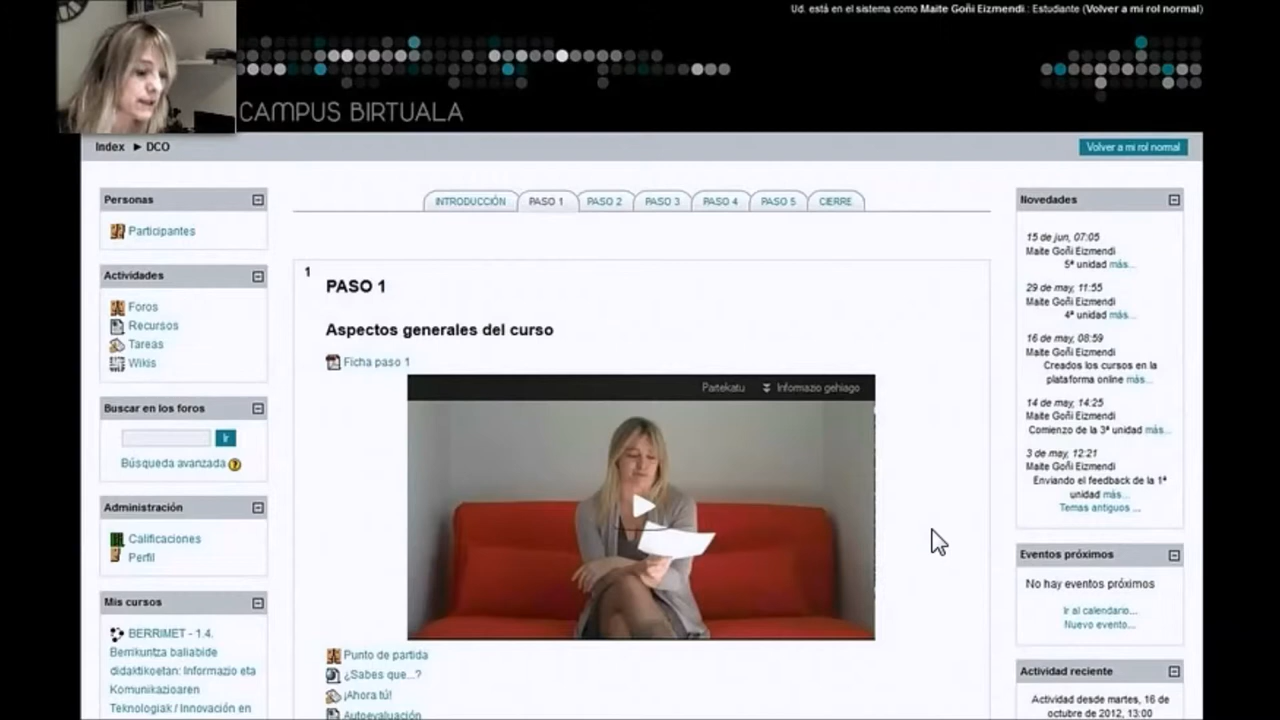 Ud. está en el sistema como Maite Goñi Eizmendi.: Estudiante (Volver a mi rol normal)
CAMPUS BIRTUALA
Index ► DCO
Volver a mi rol normal
Personas
Participantes
Actividades
Foros
Recursos
Tareas
Wikis
Buscar en los foros
Ir
Búsqueda avanzada
Administración
Calificaciones
Perfil
Mis cursos
BERRIMET - 1.4.
Berrikuntza baliabide
didaktikoetan: Informazio eta
Komunikazioaren
Teknologiak / Innovación en
INTRODUCCIÓN PASO 1 PASO 2 PASO 3 PASO 4 PASO 5 CIERRE
1
PASO 1
Aspectos generales del curso
Ficha paso 1
Partekatu Informazio gehiago
Punto de partida
¿Sabes que...?
¡Ahora tú!
Autoevaluación
Novedades
15 de jun, 07:05
Maite Goñi Eizmendi
5ª unidad más...
29 de may, 11:55
Maite Goñi Eizmendi
4ª unidad más...
16 de may, 08:59
Maite Goñi Eizmendi
Creados los cursos en la
plataforma online más...
14 de may, 14:25
Maite Goñi Eizmendi
Comienzo de la 3ª unidad más...
3 de may, 12:21
Maite Goñi Eizmendi
Enviando el feedback de la 1ª
unidad más...
Temas antiguos ...
Eventos próximos
No hay eventos próximos
Ir al calendario...
Nuevo evento...
Actividad reciente
Actividad desde martes, 16 de
octubre de 2012, 13:00